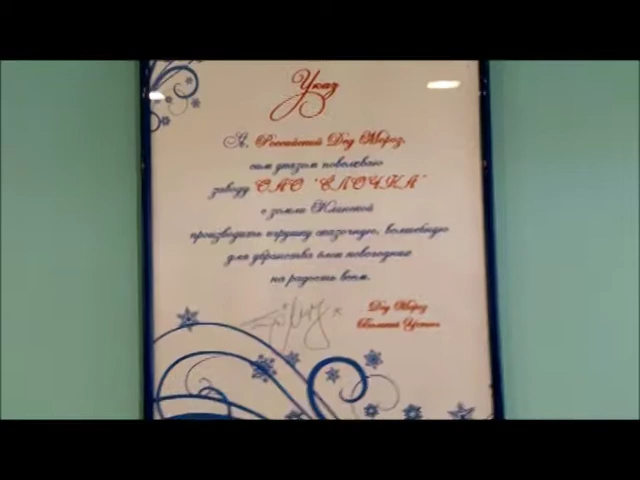 Указ
Я, Российский Дед Мороз,
сим указом повелеваю
заводу ОАО "ЁЛОЧКА"
с земли Клинской
производить игрушку сказочную, волшебную
для убранства ёлок новогодних
на радость всем.
Дед Мороз
Великий Устюг